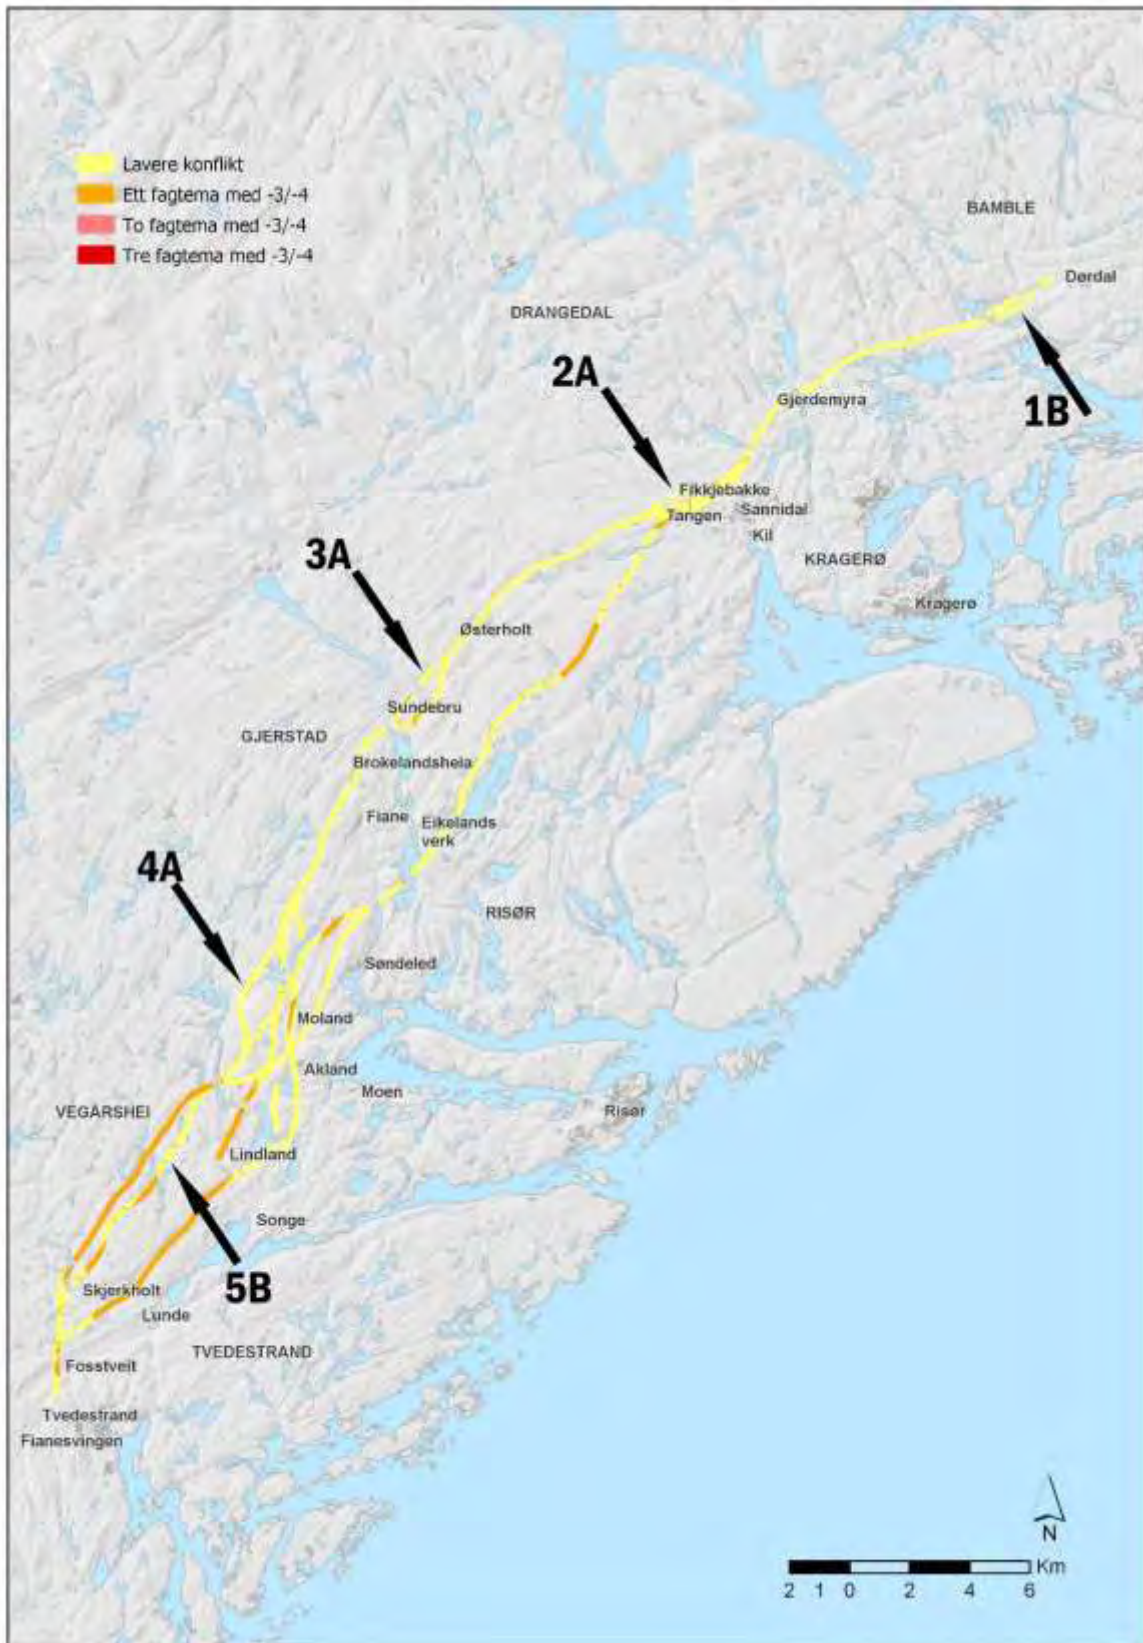 Lavere konflikt
Ett fagtema med -3/-4
To fagtema med -3/-4
Tre fagtema med -3/-4
BAMBLE
Dørdal
DRANGEDAL
2A
Gjerdemyra
1B
Fikkjebakke
Tangen
Sannidal
Kil
3A
KRAGERØ
Kragerø
Østerholt
Sundebru
GJERSTAD
Brokelandsheia
Fiane
Eikelands
verk
4A
RISØR
Søndeled
Moland
Akland
Moen
VEGÅRSHEI
Risør
Lindland
Songe
5B
Skjerkholt
Lunde
TVEDESTRAND
Fosstveit
Tvedestrand
Fianesvingen
N
Km
2 1 0 2 4 6